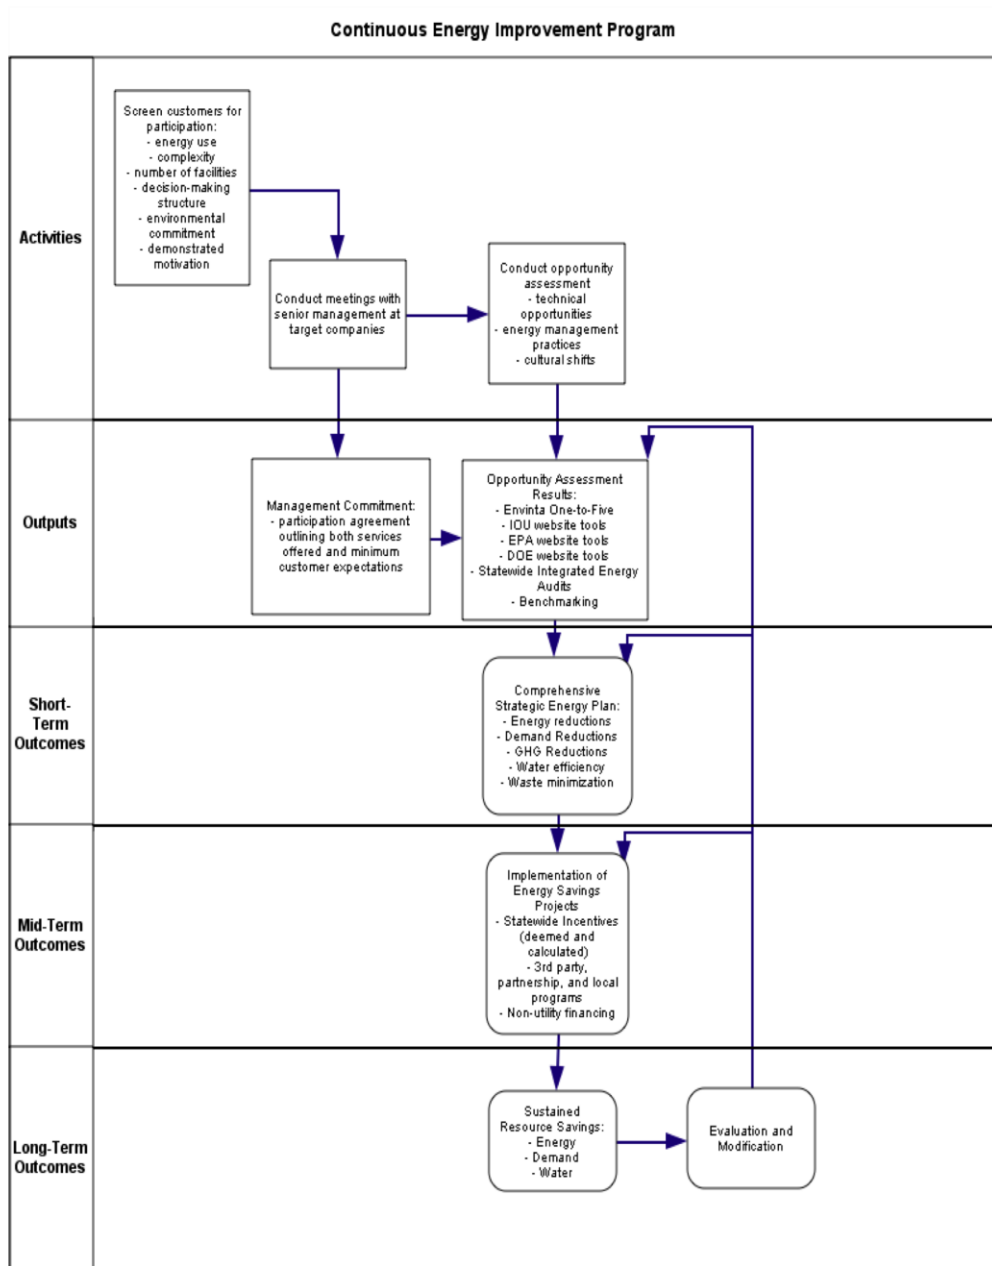 Continuous Energy Improvement Program
Activities
Screen customers for
participation:
- energy use
- complexity
- number of facilities
- decision-making
structure
- environmental
commitment
- demonstrated
motivation
Conduct meetings with
senior management at
target companies
Conduct opportunity
assessment
- technical
opportunities
- energy management
practices
- cultural shifts
Outputs
Management Commitment:
- participation agreement
outlining both services
offered and minimum
customer expectations
Opportunity Assessment
Results:
- Envinta One-to-Five
- IOU website tools
- EPA website tools
- DOE website tools
- Statewide Integrated Energy
Audits
- Benchmarking
Short-
Term
Outcomes
Comprehensive
Strategic Energy Plan:
- Energy reductions
- Demand Reductions
- GHG Reductions
- Water efficiency
- Waste minimization
Mid-Term
Outcomes
Implementation of
Energy Savings
Projects
- Statewide Incentives
(deemed and
calculated)
- 3rd party,
partnership, and local
programs
- Non-utility financing
Long-Term
Outcomes
Sustained
Resource Savings:
- Energy
- Demand
- Water
Evaluation and
Modification